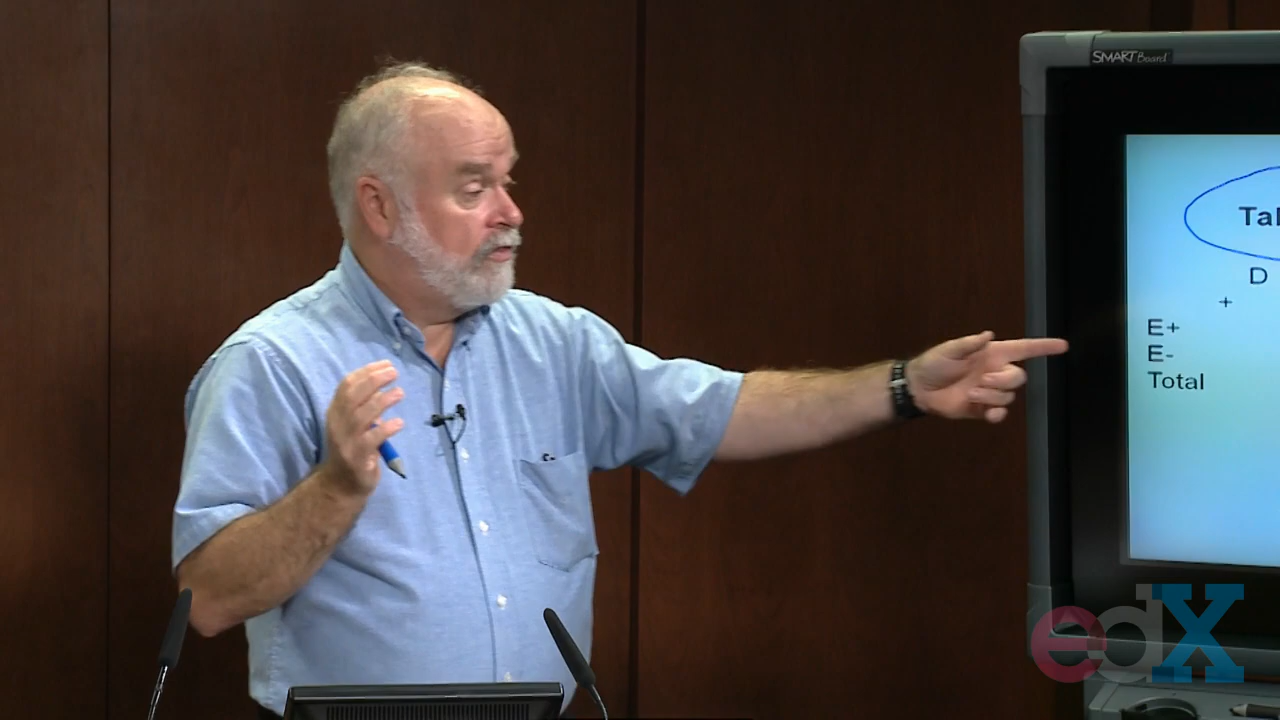 SMART Board
D
+
E+
E-
Total
edX